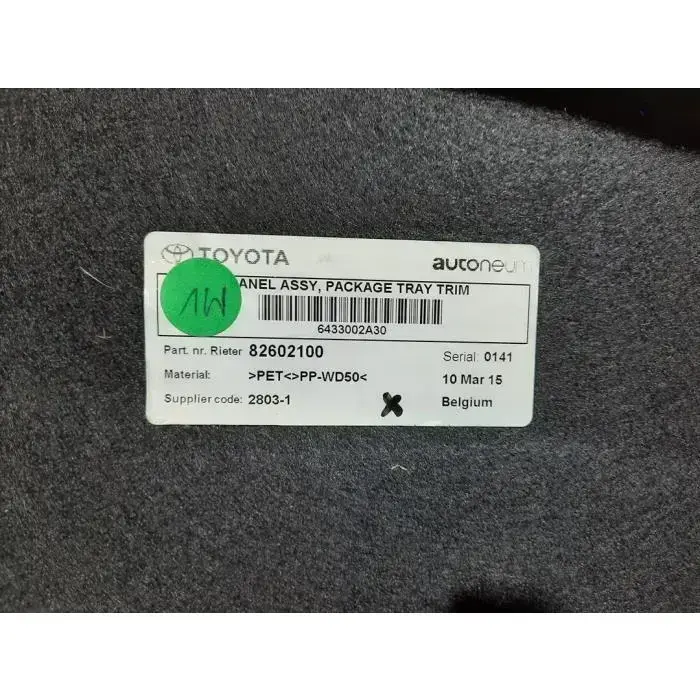 TOYOTA
autoneum
ANEL ASSY, PACKAGE TRAY TRIM
6433002A30
Part. nr. Rieter 82602100
Serial: 0141
Material: >PET<>PP-WD50<
10 Mar 15
Supplier code: 2803-1
Belgium